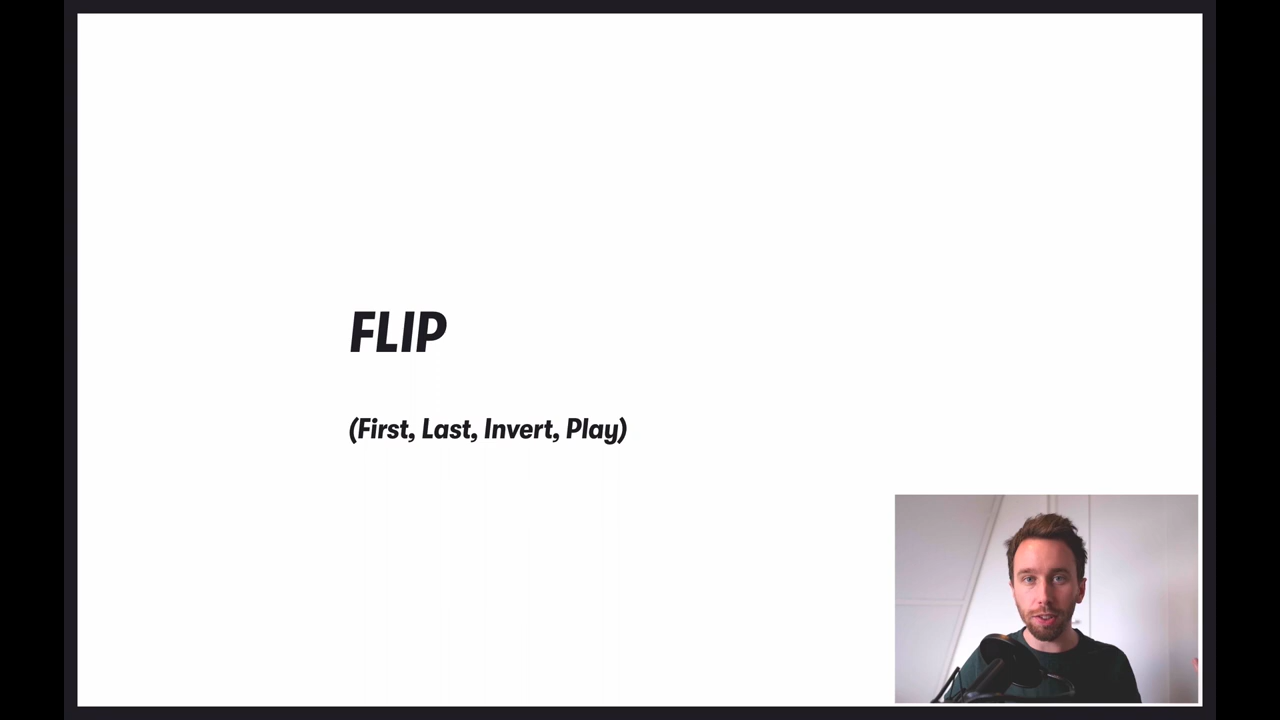 FLIP
(First, Last, Invert, Play)